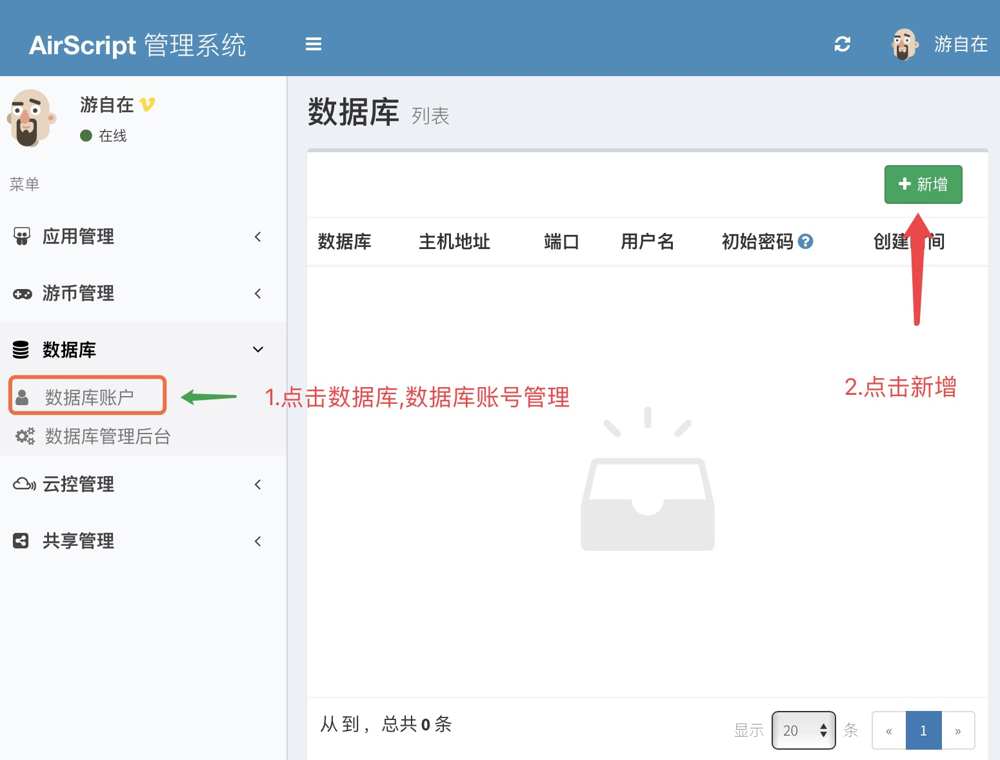 AirScript 管理系统
游自在
游自在
在线
菜单
应用管理
游币管理
数据库
数据库账户
数据库管理后台
云控管理
共享管理
数据库 列表
新增
数据库 主机地址 端口 用户名 初始密码 创建 间
1.点击数据库,数据库账号管理
2.点击新增
从 到 ，总共 0 条
显示 20 条 « 1 »